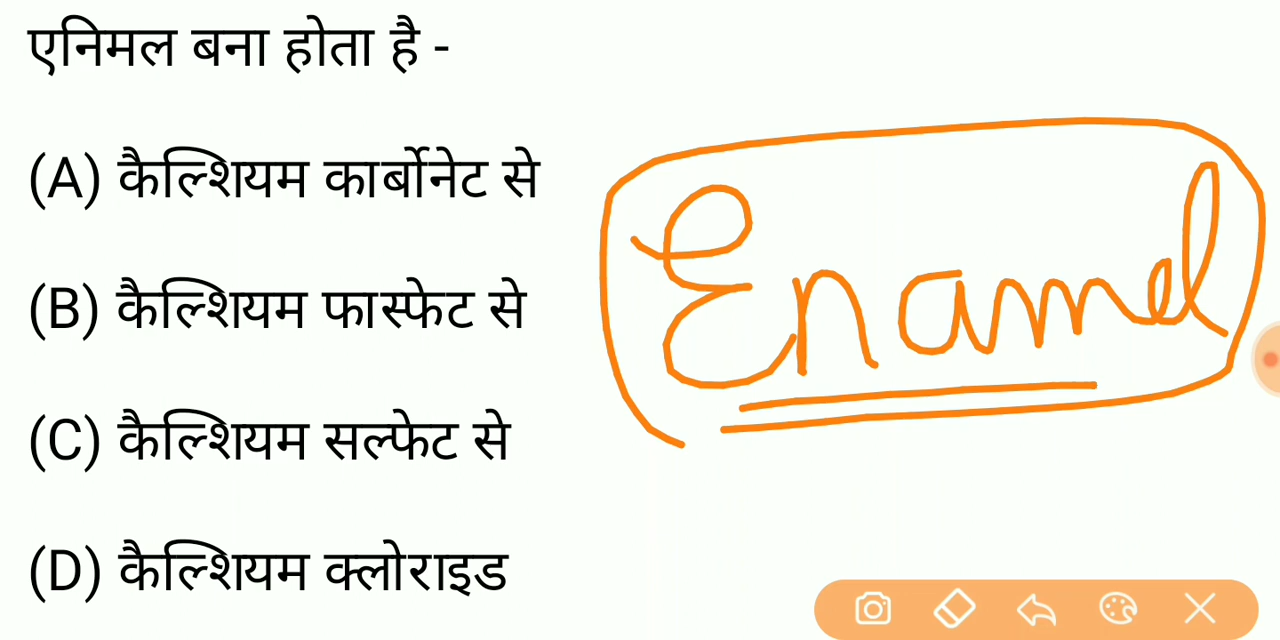 एनिमल बना होता है -
(A) कैल्शियम कार्बोनेट से
Enamel
(B) कैल्शियम फास्फेट से
(C) कैल्शियम सल्फेट से
(D) कैल्शियम क्लोराइड